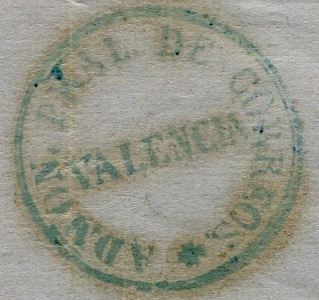 ADMON. PRAL. DE CORREOS.
VALENCIA